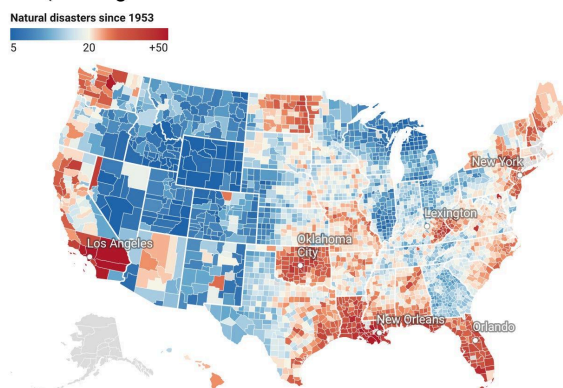 Natural disasters since 1953
5 20 +50
New York
Lexington
Los Angeles
Oklahoma
City
New Orleans
Orlando